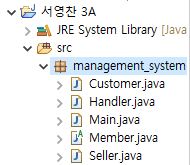 서영찬 3A
JRE System Library [Java
src
management_system
Customer.java
Handler.java
Main.java
Member.java
Seller.java